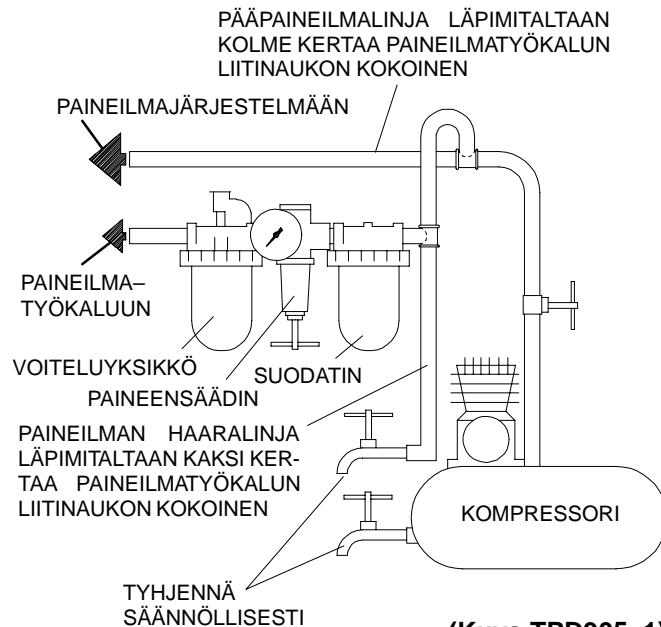 PÄÄPAINEILMALINJA LÄPIMITALTAAN
KOLME KERTAA PAINEILMATYÖKALUN
LIITINAUKON KOKOINEN
PAINEILMAJÄRJESTELMÄÄN
PAINEILMA–
TYÖKALUUN
VOITELUYKSIKKÖ
PAINEENSÄÄDIN
SUODATIN
PAINEILMAN HAARALINJA
LÄPIMITALTAAN KAKSI KER-
TAA PAINEILMATYÖKALUN
LIITINAUKON KOKOINEN
KOMPRESSORI
TYHJENNÄ
SÄÄNNÖLLISESTI